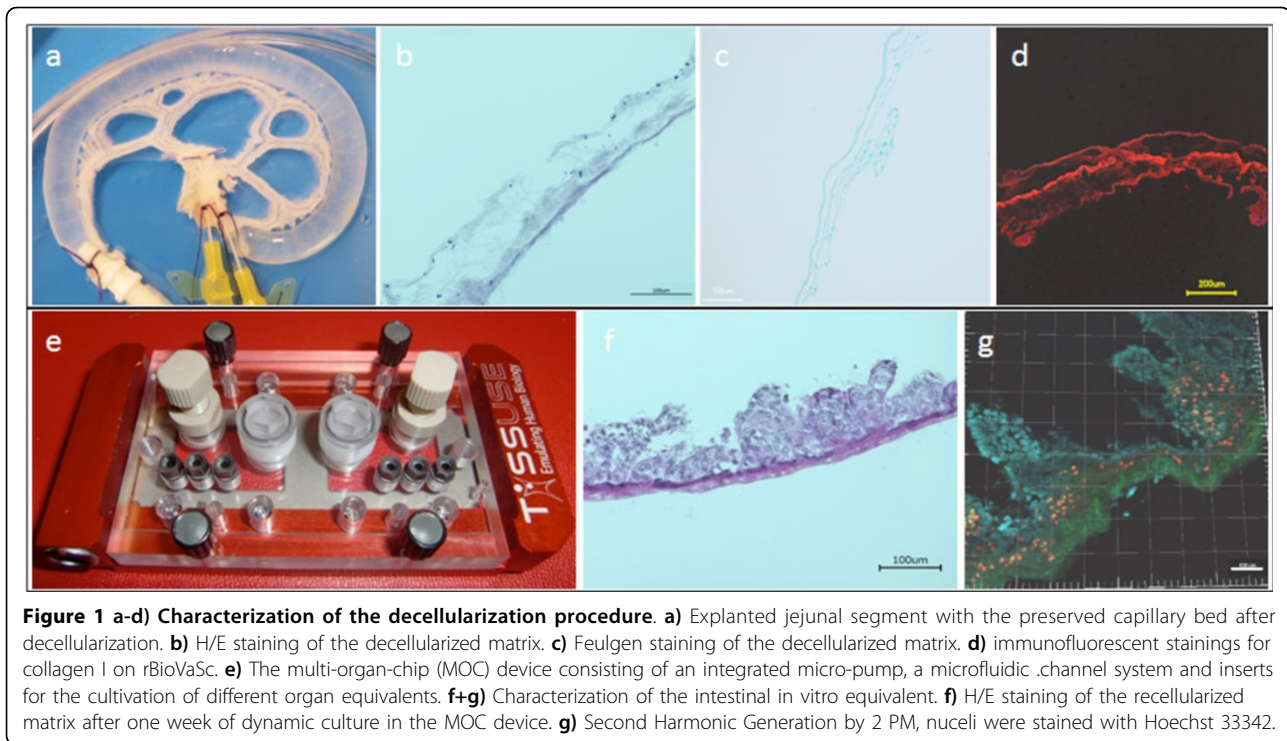 a
b
c
d
200um
e
TISSUSE
Emulating Human Biology
f
100um
g
Figure 1 a-d) Characterization of the decellularization procedure. a) Explanted jejunal segment with the preserved capillary bed after
decellularization. b) H/E staining of the decellularized matrix. c) Feulgen staining of the decellularized matrix. d) immunofluorescent stainings for
collagen I on rBioVaSc. e) The multi-organ-chip (MOC) device consisting of an integrated micro-pump, a microfluidic .channel system and inserts
for the cultivation of different organ equivalents. f+g) Characterization of the intestinal in vitro equivalent. f) H/E staining of the recellularized
matrix after one week of dynamic culture in the MOC device. g) Second Harmonic Generation by 2 PM, nuceli were stained with Hoechst 33342.